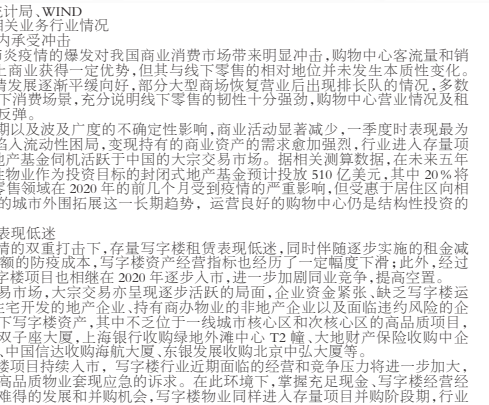 统计局、WIND
相关业务行业情况
内承受冲击
市炎疫情的爆发对我国商业消费市场带来明显冲击,购物中心客流量和销
上商业获得一定优势,但其与线下零售的相对地位并未发生本质性变化。
情发展逐渐平缓向好,部分大型商场恢复营业后出现排长队的情况,多数
下消费场景,充分说明线下零售的韧性十分强劲,购物中心营业情况及租
反弹。
期以及波及广度的不确定性影响,商业活动显著减少,一季度时表现最为
陷入流动性困局,变现持有的商业资产的需求愈加强烈,行业进入存量项
地产基金伺机活跃于中国的大宗交易市场。据相关测算数据,在未来五年
生物业作为投资目标的封闭式地产基金预计投放 510 亿美元,其中 20%将
零售领域在 2020 年的前几个月受到疫情的严重影响,但受惠于居住区向相
的城市外围拓展这一长期趋势，运营良好的购物中心仍是结构性投资的
表现低迷
情的双重打击下,存量写字楼租赁表现低迷,同时伴随逐步实施的租金减
额的防疫成本,写字楼资产经营指标也经历了一定幅度下滑;此外,经过
字楼项目也相继在 2020 年逐步入市,进一步加剧同业竞争,提高空置。
易市场,大宗交易亦呈现逐步活跃的局面,企业资金紧张、缺乏写字楼运
主宅开发的地产企业、持有商办物业的非地产企业以及面临违约风险的企
下写字楼资产,其中不乏位于一线城市核心区和次核心区的高品质项目,
双子座大厦,上海银行收购绿地外滩中心 T2 幢、大地财产保险收购中企
、中国信达收购海航大厦、东银发展收购北京中弘大厦等。
楼项目持续入市，写字楼行业近期面临的经营和竞争压力将进一步加大,
高品质物业套现应急的诉求。在此环境下,掌握充足现金、写字楼经营经
难得的发展和并购机会,写字楼物业同样进入存量项目并购阶段期,行业